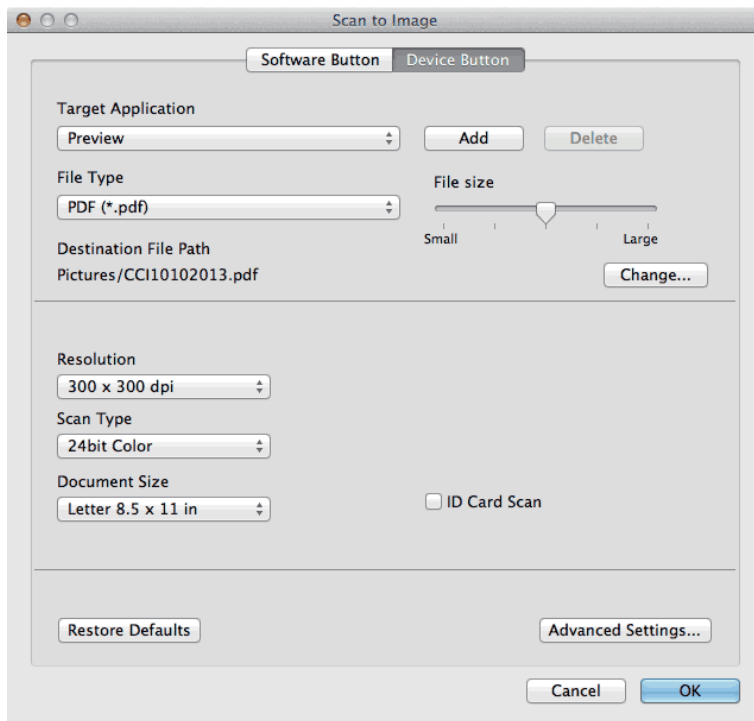 Scan to Image
Software Button Device Button
Target Application
Preview Add Delete
File Type File size
PDF (*.pdf)
Small Large
Destination File Path
Pictures/CCI10102013.pdf Change...
Resolution
300 x 300 dpi
Scan Type
24bit Color
Document Size
Letter 8.5 x 11 in ID Card Scan
Restore Defaults Advanced Settings...
Cancel OK